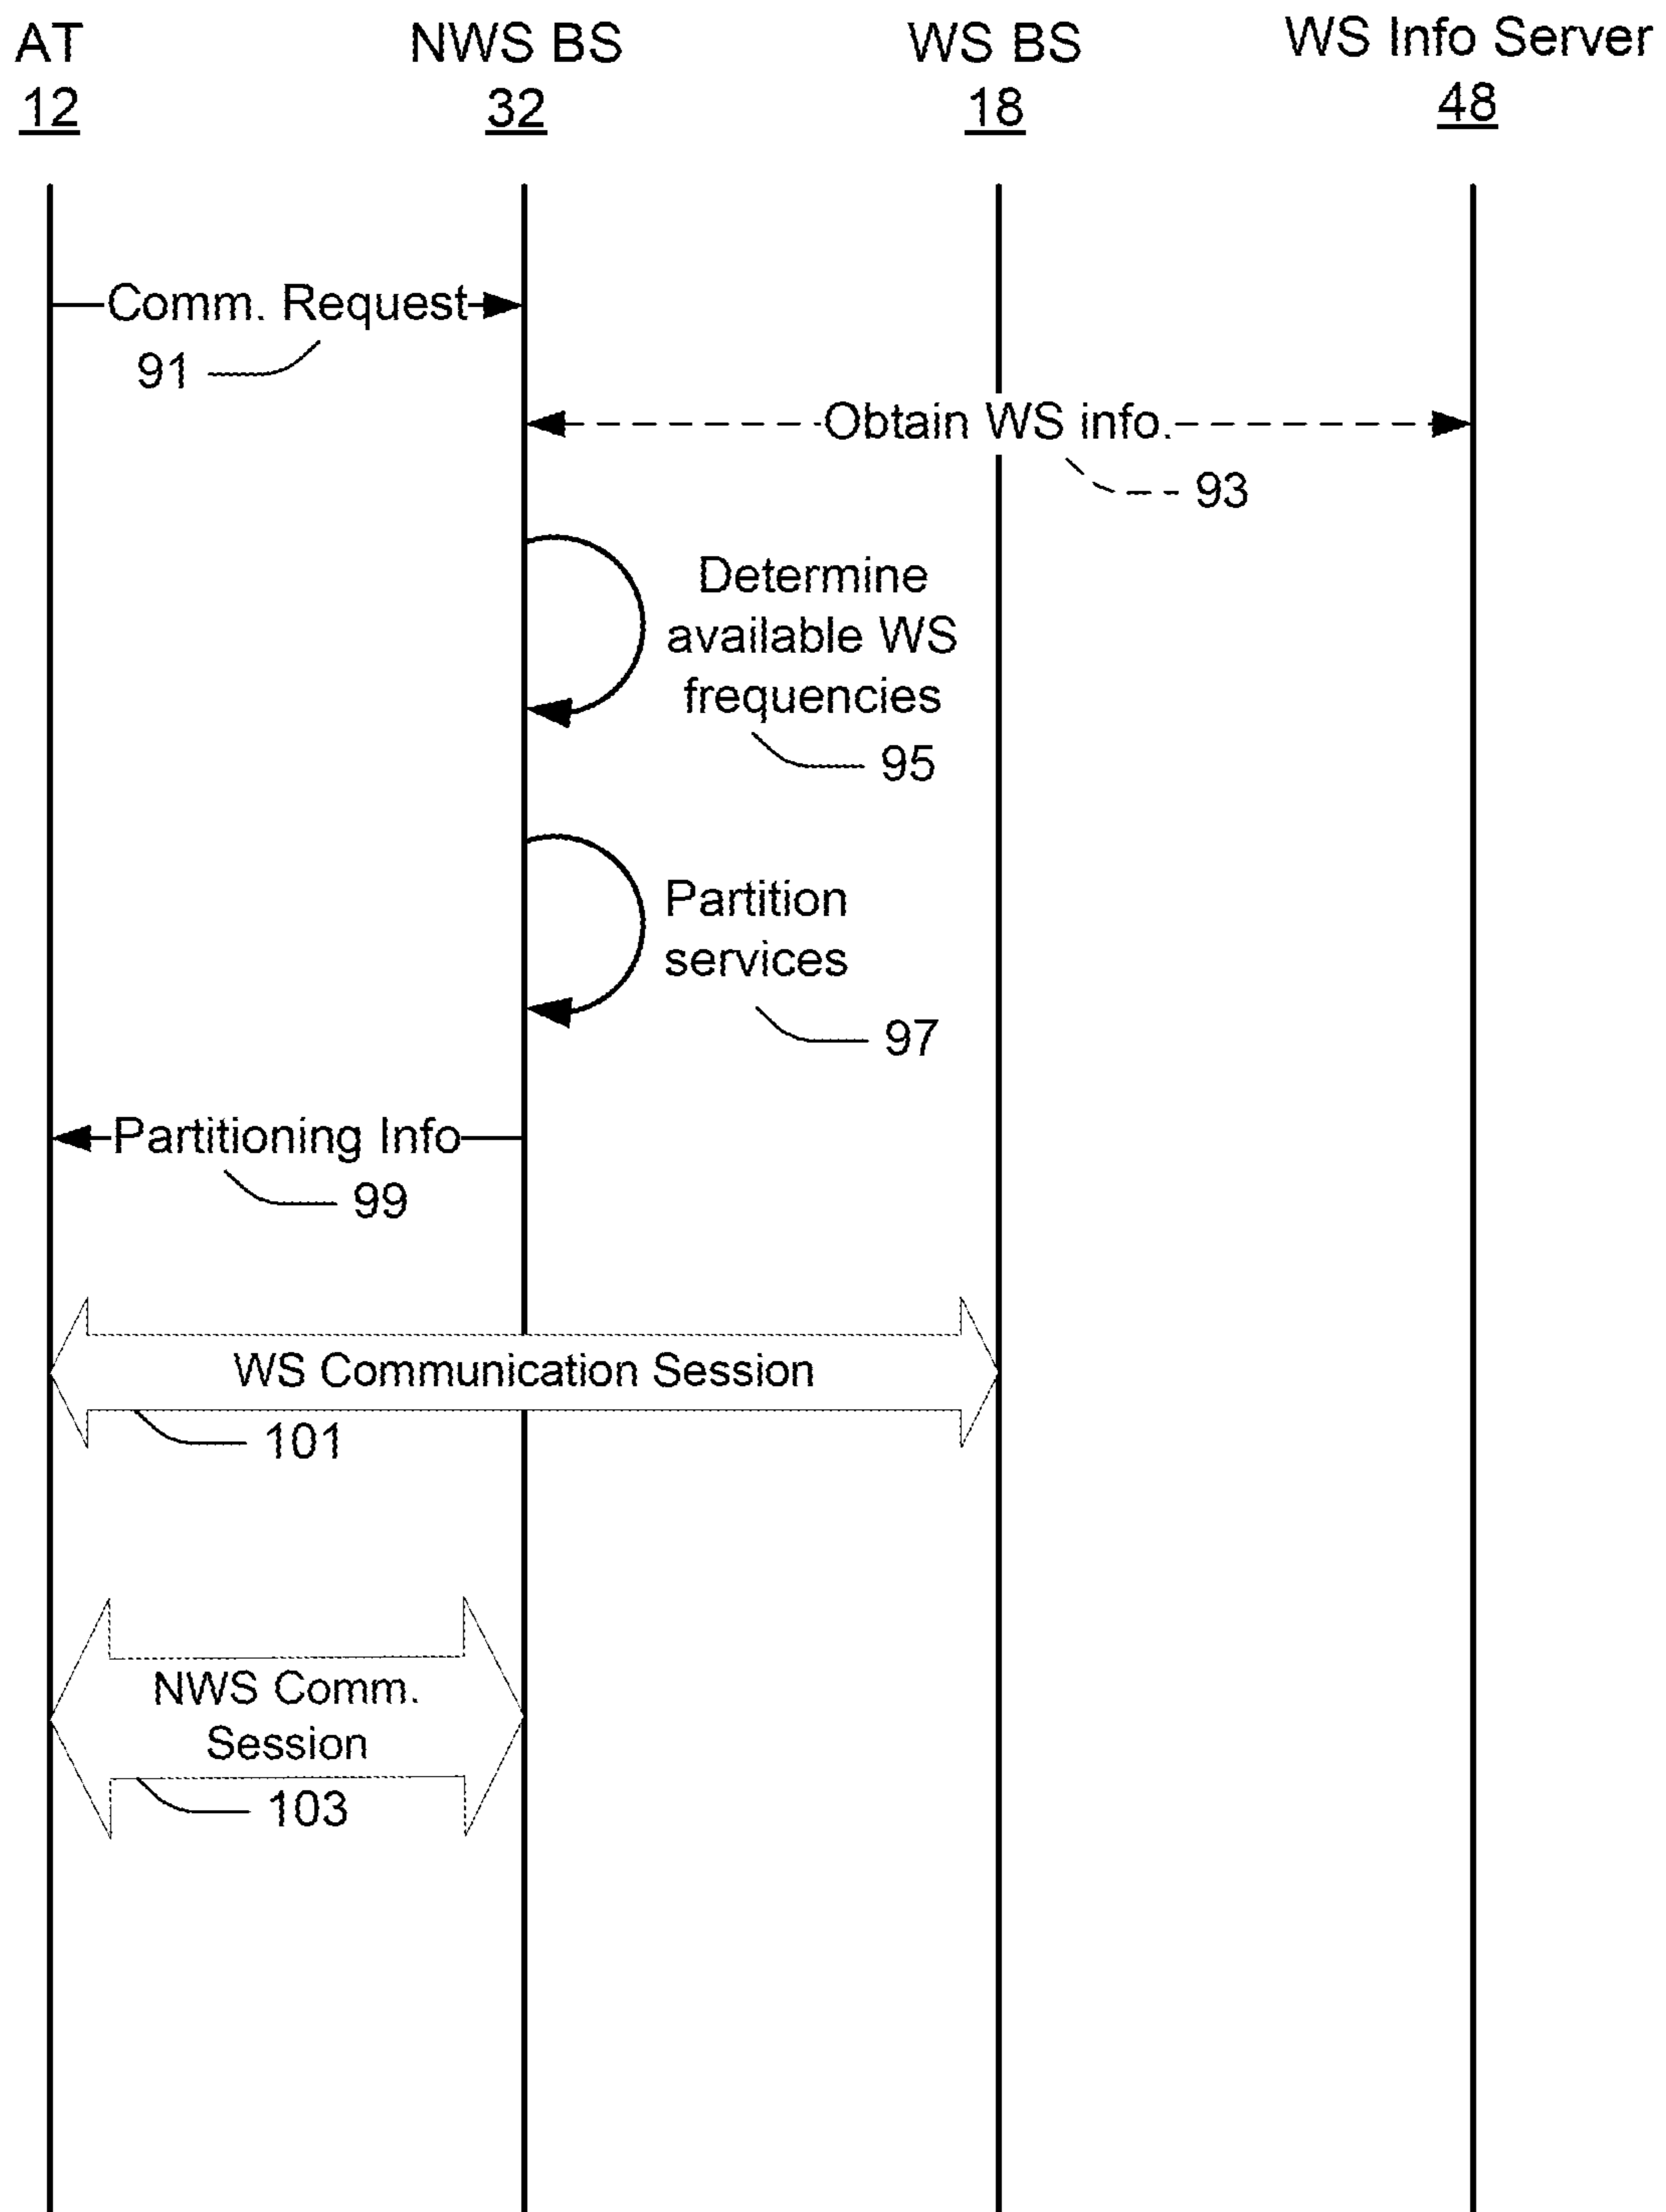 AT
12
NWS BS
32
WS BS
18
WS Info Server
48
Comm. Request
91
Obtain WS info.
93
Determine
available WS
frequencies
95
Partition
services
97
Partitioning Info
99
WS Communication Session
101
NWS Comm.
Session
103